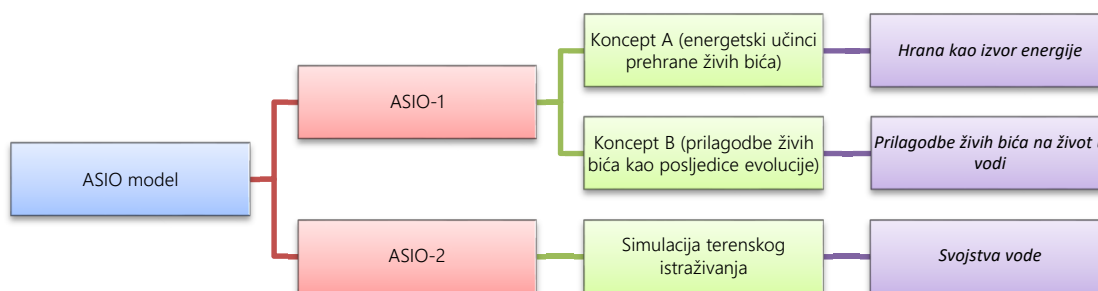 Koncept A (energetski učinci
prehrane živih bića)
Hrana kao izvor energije
ASIO-1
Koncept B (prilagodbe živih
bića kao posljedice evolucije)
Prilagodbe živih bića na život
vodi
ASIO model
ASIO-2
Simulacija terenskog
istraživanja
Svojstva vode